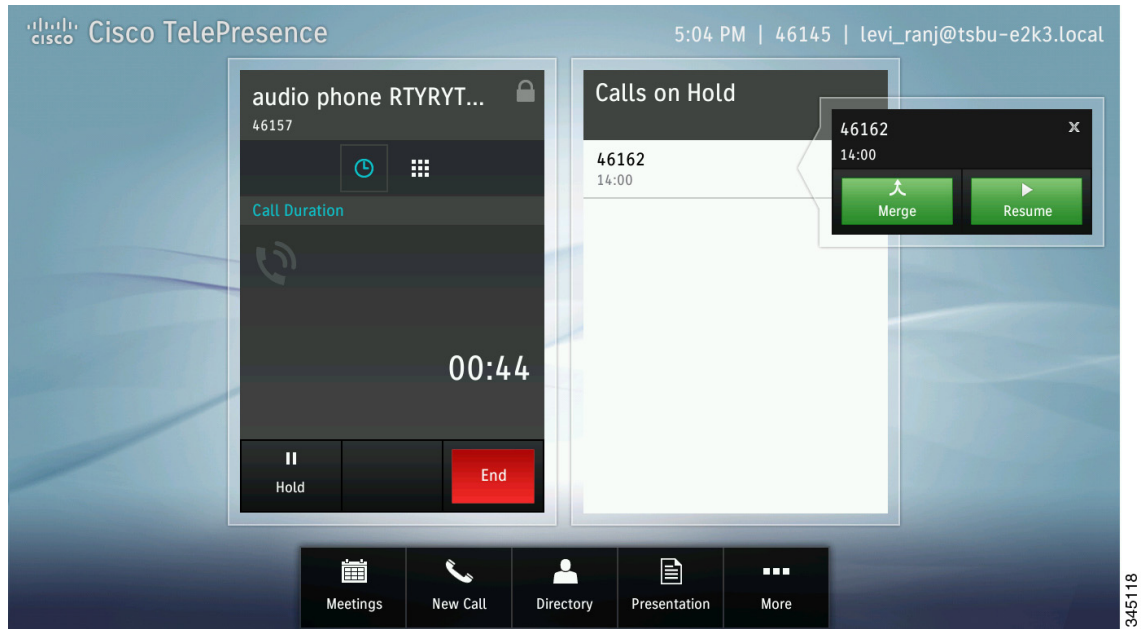 cisco Cisco TelePresence
5:04 PM | 46145 | levi_ranj@tsbu-e2k3.local
audio phone RTYRYT...
46157
Call Duration
00:44
Hold
End
Calls on Hold
46162
14:00
46162
x
14:00
Merge
Resume
Meetings
New Call
Directory
Presentation
More
345118